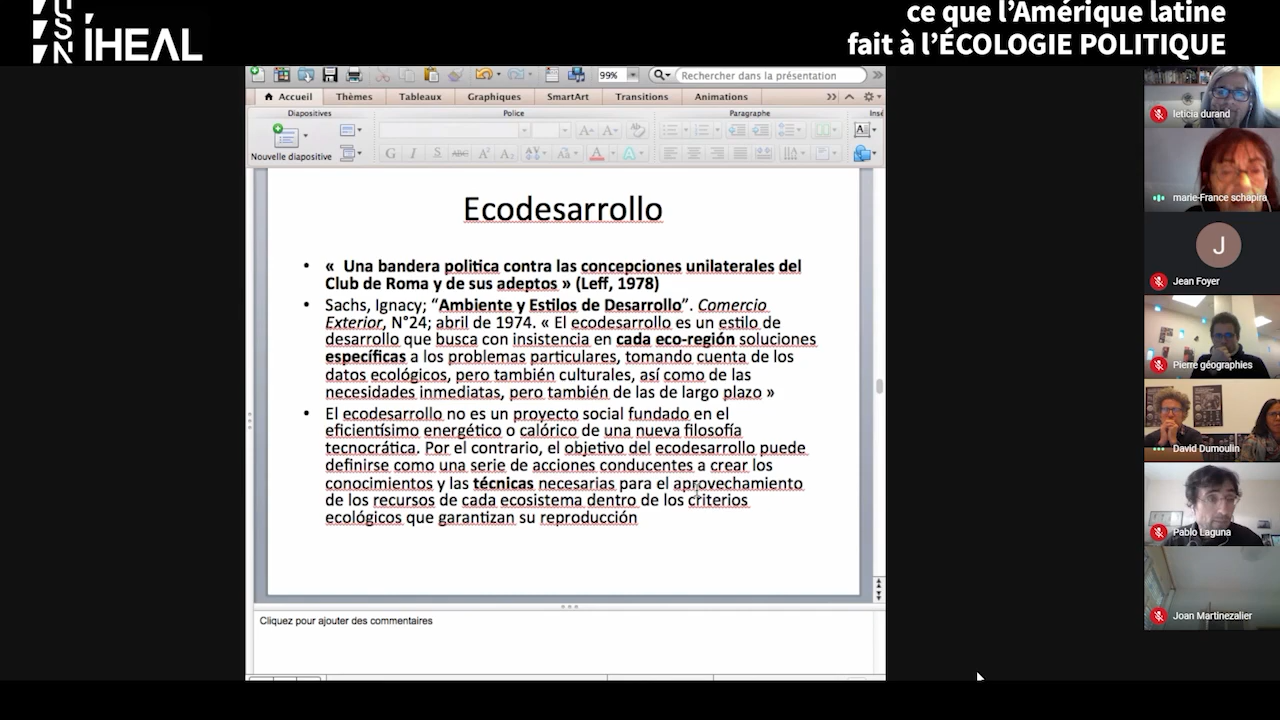 USN
iHEAL
ce que l'Amérique latine
fait à l'ÉCOLOGIE POLITIQUE
99%
Rechercher dans la présentation
Accueil
Thèmes
Tableaux
Graphiques
SmartArt
Transitions
Animations
Diapositives
Police
Paragraphe
Nouvelle diapositive
Ecodesarrollo
• « Una bandera politica contra las concepciones unilaterales del
Club de Roma y de sus adeptos » (Leff, 1978)
• Sachs, Ignacy; “Ambiente y Estilos de Desarrollo”. Comercio
Exterior, N°24; abril de 1974. « El ecodesarrollo es un estilo de
desarrollo que busca con insistencia en cada eco-región soluciones
específicas a los problemas particulares, tomando cuenta de los
datos ecológicos, pero también culturales, así como de las
necesidades inmediatas, pero también de las de largo plazo »
• El ecodesarrollo no es un proyecto social fundado en el
eficientísimo energético o calórico de una nueva filosofía
tecnocrática. Por el contrario, el objetivo del ecodesarrollo puede
definirse como una serie de acciones conducentes a crear los
conocimientos y las técnicas necesarias para el aprovechamiento
de los recursos de cada ecosistema dentro de los criterios
ecológicos que garantizan su reproducción
Cliquez pour ajouter des commentaires
leticia durand
marie-France schapira
J
Jean Foyer
Pierre géographies
David Dumoulin
Pablo Laguna
Joan Martinezalier